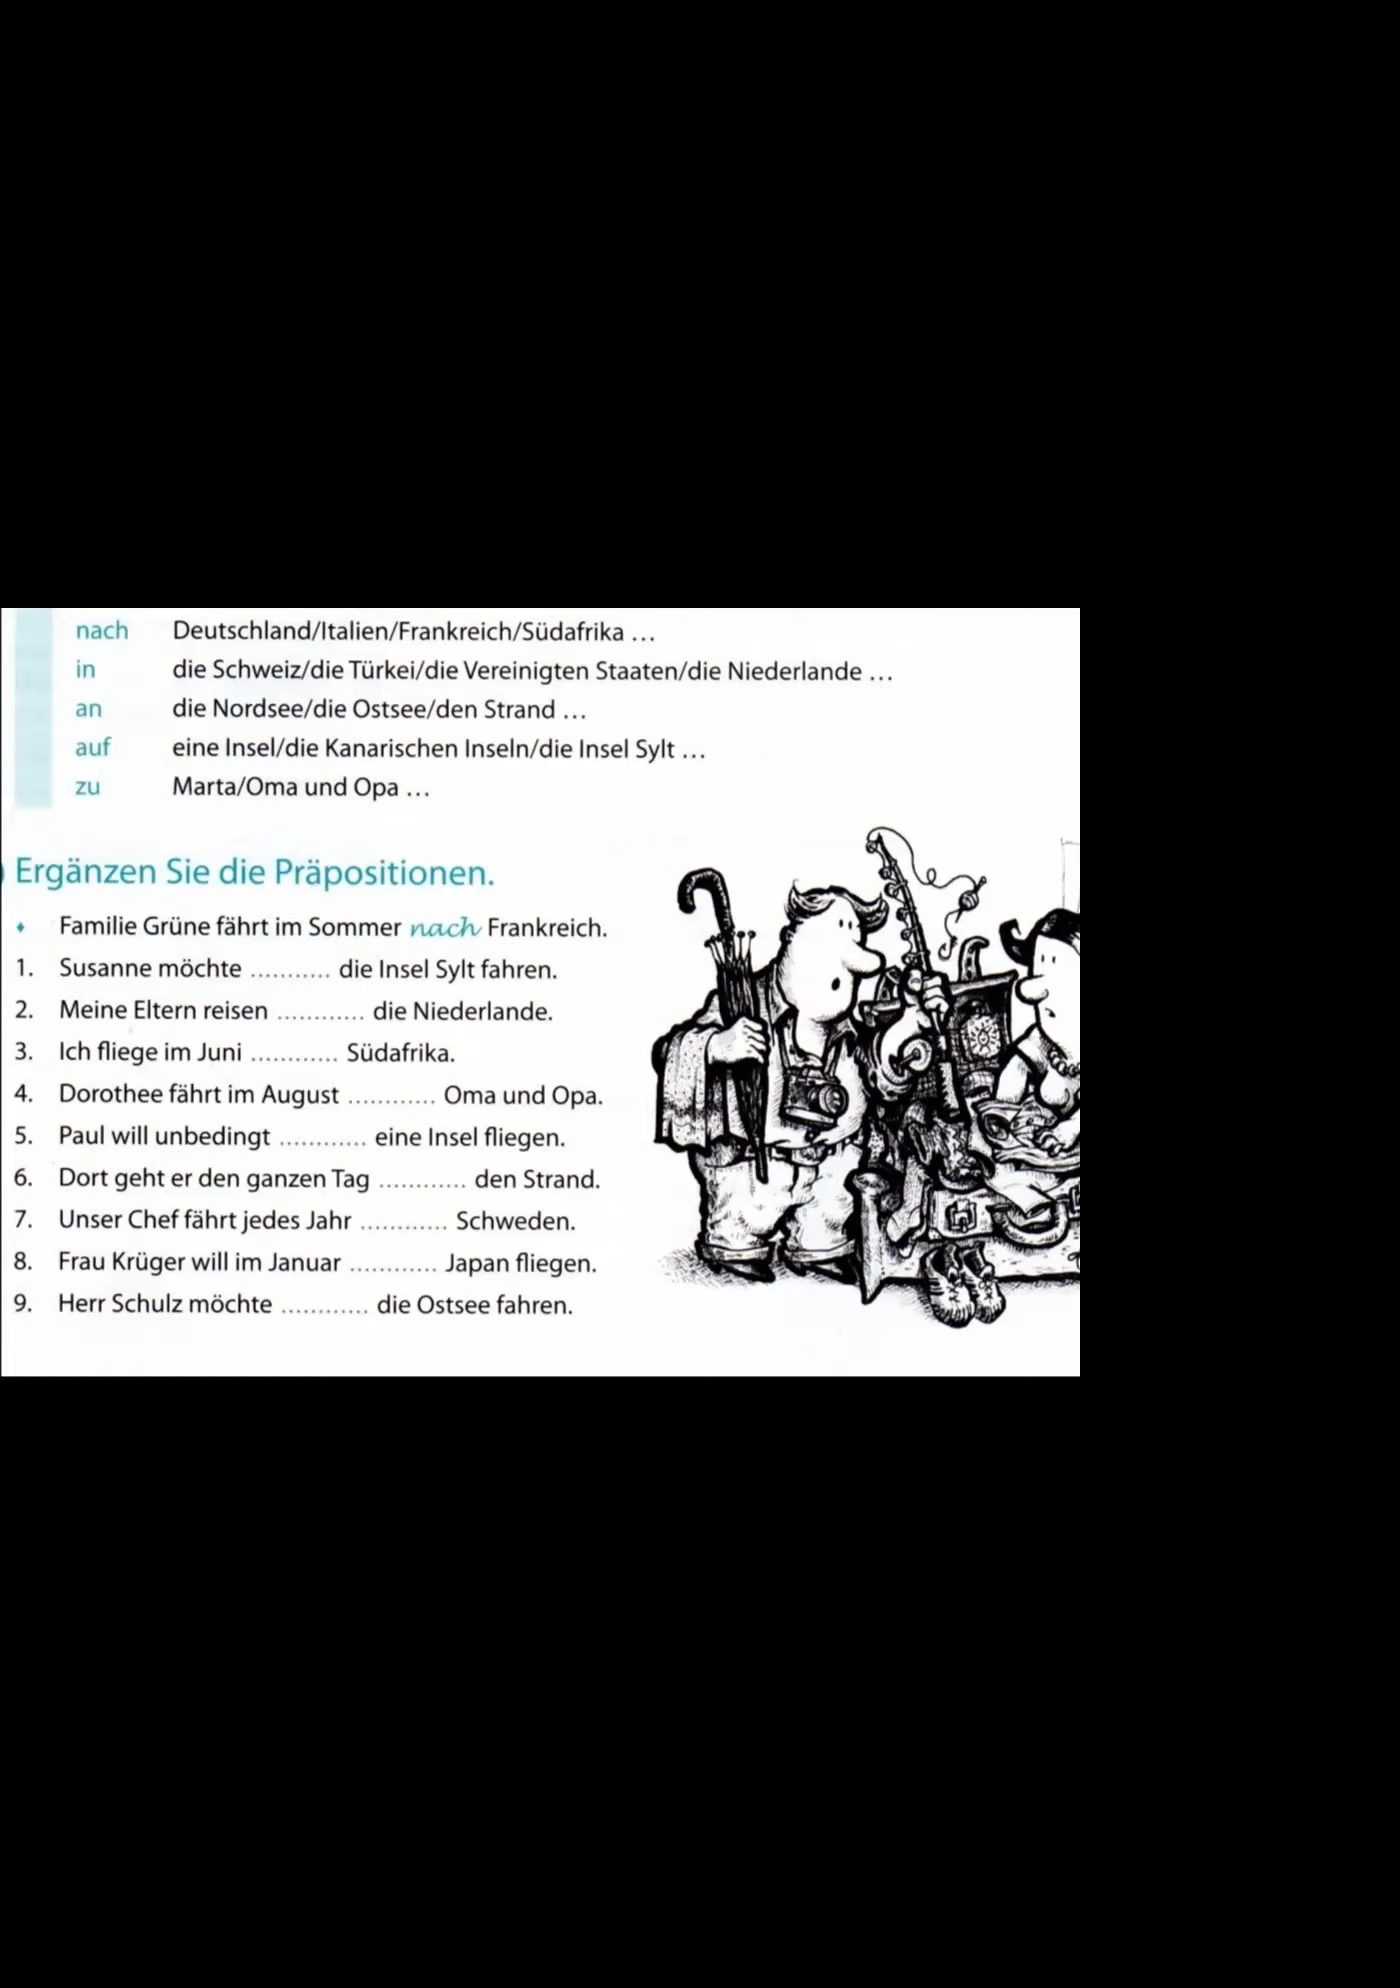 nach Deutschland/Italien/Frankreich/Südafrika …
in die Schweiz/die Türkei/die Vereinigten Staaten/die Niederlande …
an die Nordsee/die Ostsee/den Strand …
auf eine Insel/die Kanarischen Inseln/die Insel Sylt …
zu Marta/Oma und Opa …
Ergänzen Sie die Präpositionen.
♦ Familie Grüne fährt im Sommer nach Frankreich.
1. Susanne möchte ........... die Insel Sylt fahren.
2. Meine Eltern reisen ............ die Niederlande.
3. Ich fliege im Juni ............ Südafrika.
4. Dorothee fährt im August ............ Oma und Opa.
5. Paul will unbedingt ............ eine Insel fliegen.
6. Dort geht er den ganzen Tag ............ den Strand.
7. Unser Chef fährt jedes Jahr ............ Schweden.
8. Frau Krüger will im Januar ............ Japan fliegen.
9. Herr Schulz möchte ............ die Ostsee fahren.